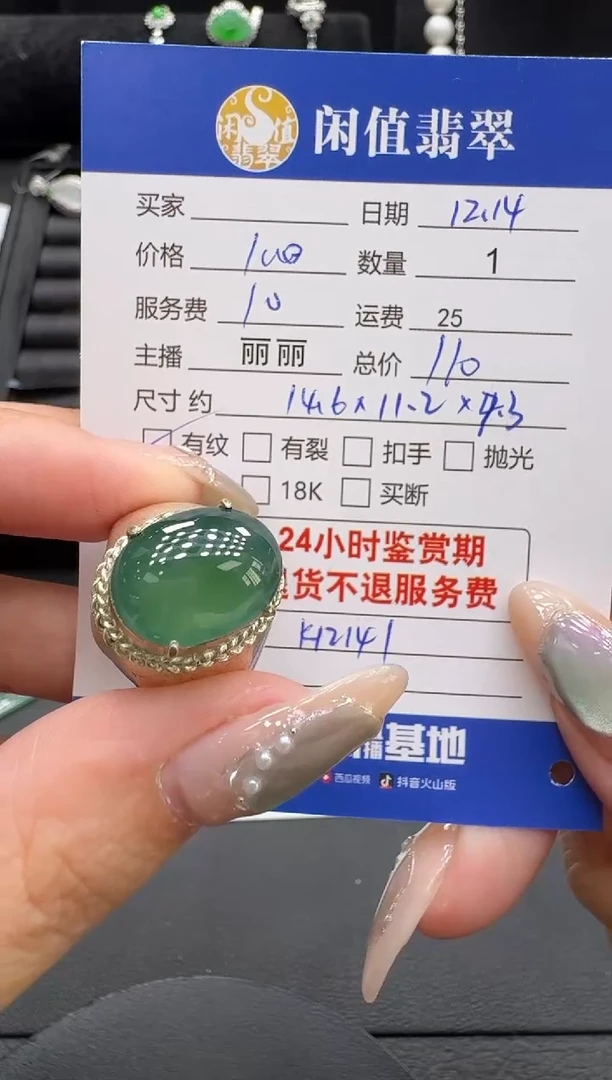 闲值翡翠
闲值翡翠
买家 日期 12.14
价格 100 数量 1
服务费 10 运费 25
主播 丽丽 总价 110
尺寸 约 14.6×11.2×4.3
有纹 有裂 扣手 抛光
18K 买断
24小时鉴赏期
货不退服务费
K12141
播基地
西瓜视频 抖音火山版